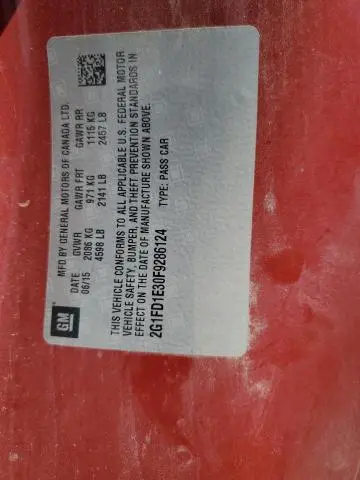 MFD BY GENERAL MOTORS OF CANADA LTD.
DATE GVWR GAWR FRT GAWR RR
06/15 2086 KG 971 KG 1115 KG
4598 LB 2141 LB 2457 LB
THIS VEHICLE CONFORMS TO ALL APPLICABLE U.S. FEDERAL MOTOR
VEHICLE SAFETY, BUMPER, AND THEFT PREVENTION STANDARDS IN
EFFECT ON THE DATE OF MANUFACTURE SHOWN ABOVE.
2G1FD1E30F9286124 TYPE: PASS CAR
GM